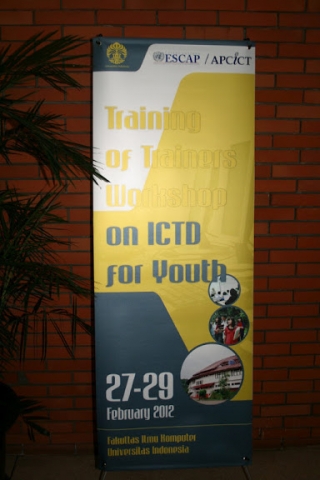 ESCAP / APCICT
Training
of Trainers
Workshop
on ICTD
for Youth
27-29
February 2012
Fakultas Ilmu Komputer
Universitas Indonesia